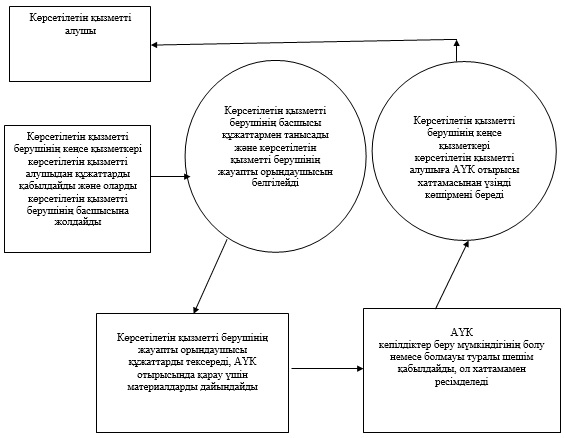 Көрсетілетін қызметті
алушы
Көрсетілетін қызметті
берушінің кеңсе қызметкері
көрсетілетін қызметті
алушыдан құжаттарды
қабылдайды және оларды
көрсетілетін қызметті
берушінің басшысына
жолдайды
Көрсетілетін қызметті
берушінің басшысы
құжаттармен танысады
және көрсетілетін
қызметті берушінің
жауапты орындаушысын
белгілейді
Көрсетілетін қызметті
берушінің кеңсе
қызметкері
көрсетілетін қызметті
алушыға АҮК отырысы
хаттамасынан үзінді
көшірмені береді
Көрсетілетін қызметті берушінің
жауапты орындаушысы
құжаттарды тексереді, АҮК
отырысында қарау үшін
материалдарды дайындайды
АҮК
кепілдіктер беру мүмкіндігінің болу
немесе болмауы туралы шешім
қабылдайды, ол хаттамамен
ресімделеді